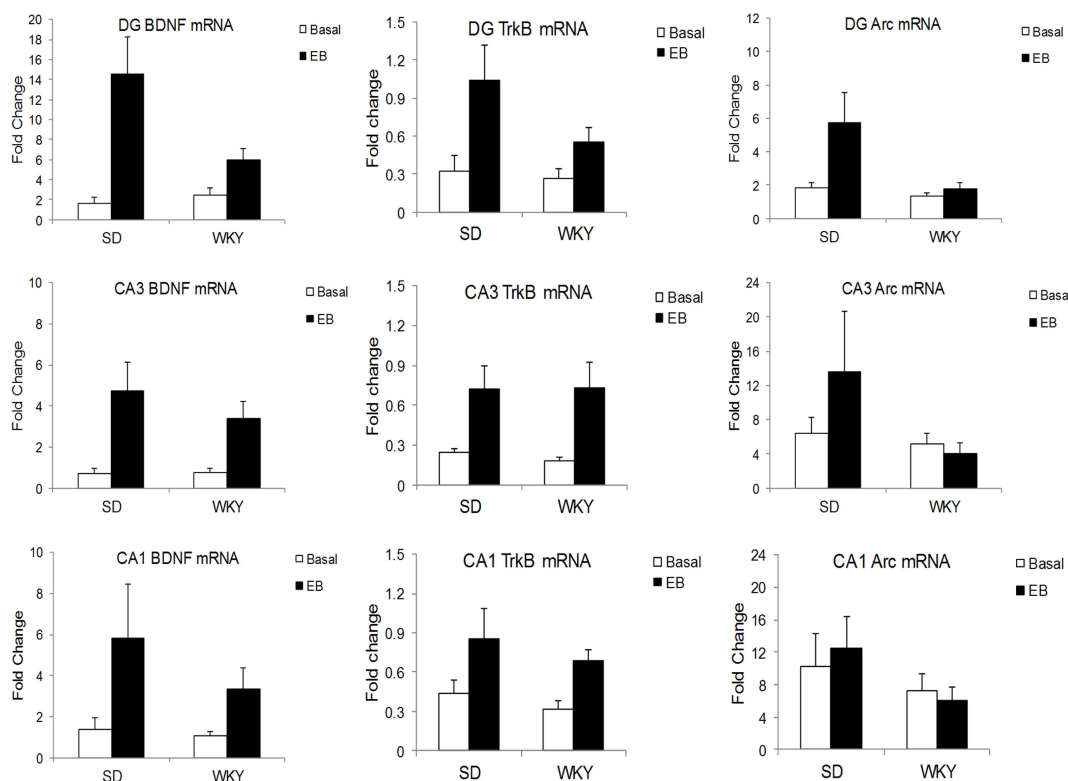 DG BDNF mRNA
Basal
EB
Fold Change
20
18
16
14
12
10
8
6
4
2
0
SD WKY
DG TrkB mRNA
Basal
EB
Fold Change
1.5
1.2
0.9
0.6
0.3
0
SD WKY
DG Arc mRNA
Basal
EB
Fold Change
12
10
8
6
4
2
0
SD WKY
CA3 BDNF mRNA
Basal
EB
Fold Change
10
8
6
4
2
0
SD WKY
CA3 TrkB mRNA
Basal
EB
Fold change
1.5
1.2
0.9
0.6
0.3
0
SD WKY
CA3 Arc mRNA
Basal
EB
Fold Change
24
20
16
12
8
4
0
SD WKY
CA1 BDNF mRNA
Basal
EB
Fold Change
10
8
6
4
2
0
SD WKY
CA1 TrkB mRNA
Basal
EB
Fold change
1.5
1.2
0.9
0.6
0.3
0
SD WKY
CA1 Arc mRNA
Basal
EB
Fold Change
24
20
16
12
8
4
0
SD WKY